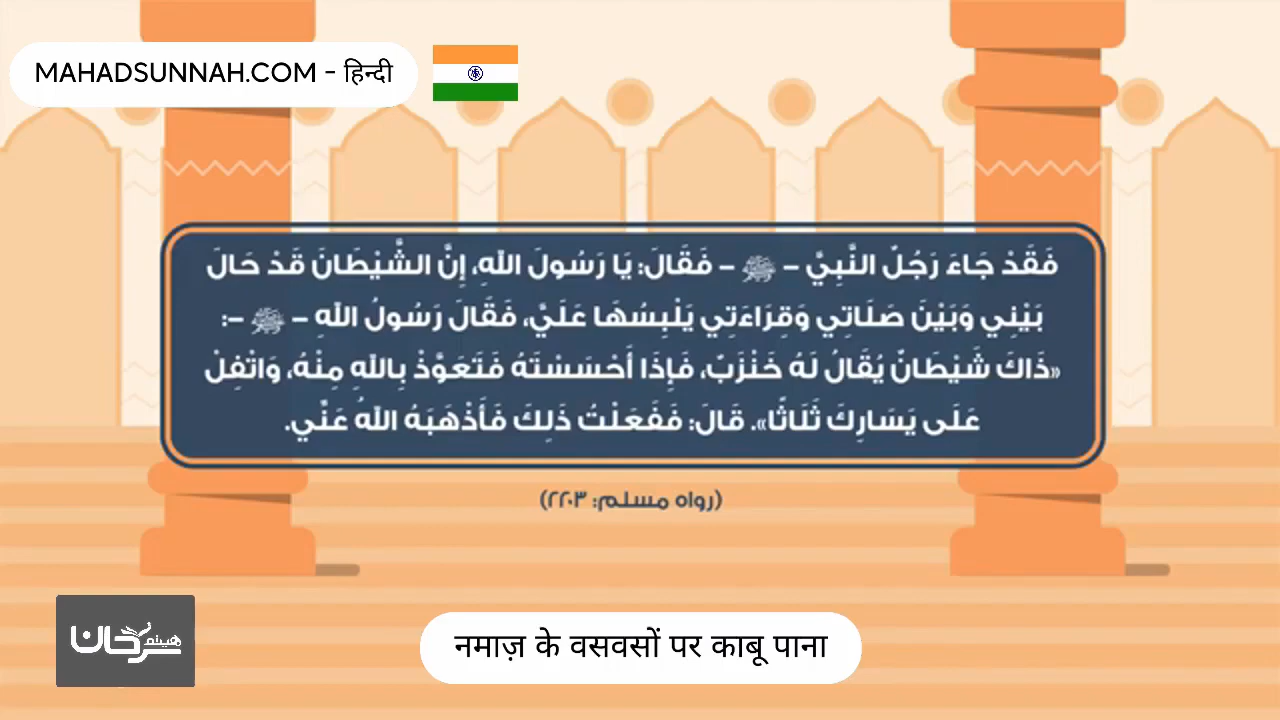 MAHADSUNNAH.COM - हिन्दी
فَقَدْ جَاءَ رَجُلٌ النَّبِيَّ – ﷺ – فَقَالَ: يَا رَسُولَ اللهِ، إِنَّ الشَّيْطَانَ قَدْ حَالَ
بَيْنِي وَبَيْنَ صَلَاتِي وَقِرَاءَتِي يَلْبِسُهَا عَلَيَّ، فَقَالَ رَسُولُ اللهِ – ﷺ –:
«ذَاكَ شَيْطَانٌ يُقَالُ لَهُ خَنْزَبٌ، فَإِذَا أَحْسَسْتَهُ فَتَعَوَّذْ بِاللهِ مِنْهُ، وَاتْفِلْ
عَلَى يَسَارِكَ ثَلَاثًا». قَالَ: فَفَعَلْتُ ذَلِكَ فَأَذْهَبَهُ اللهُ عَنِّي.
(رواه مسلم: ٢٢٠٣)
هيثم سرحان
नमाज़ के वसवसों पर काबू पाना